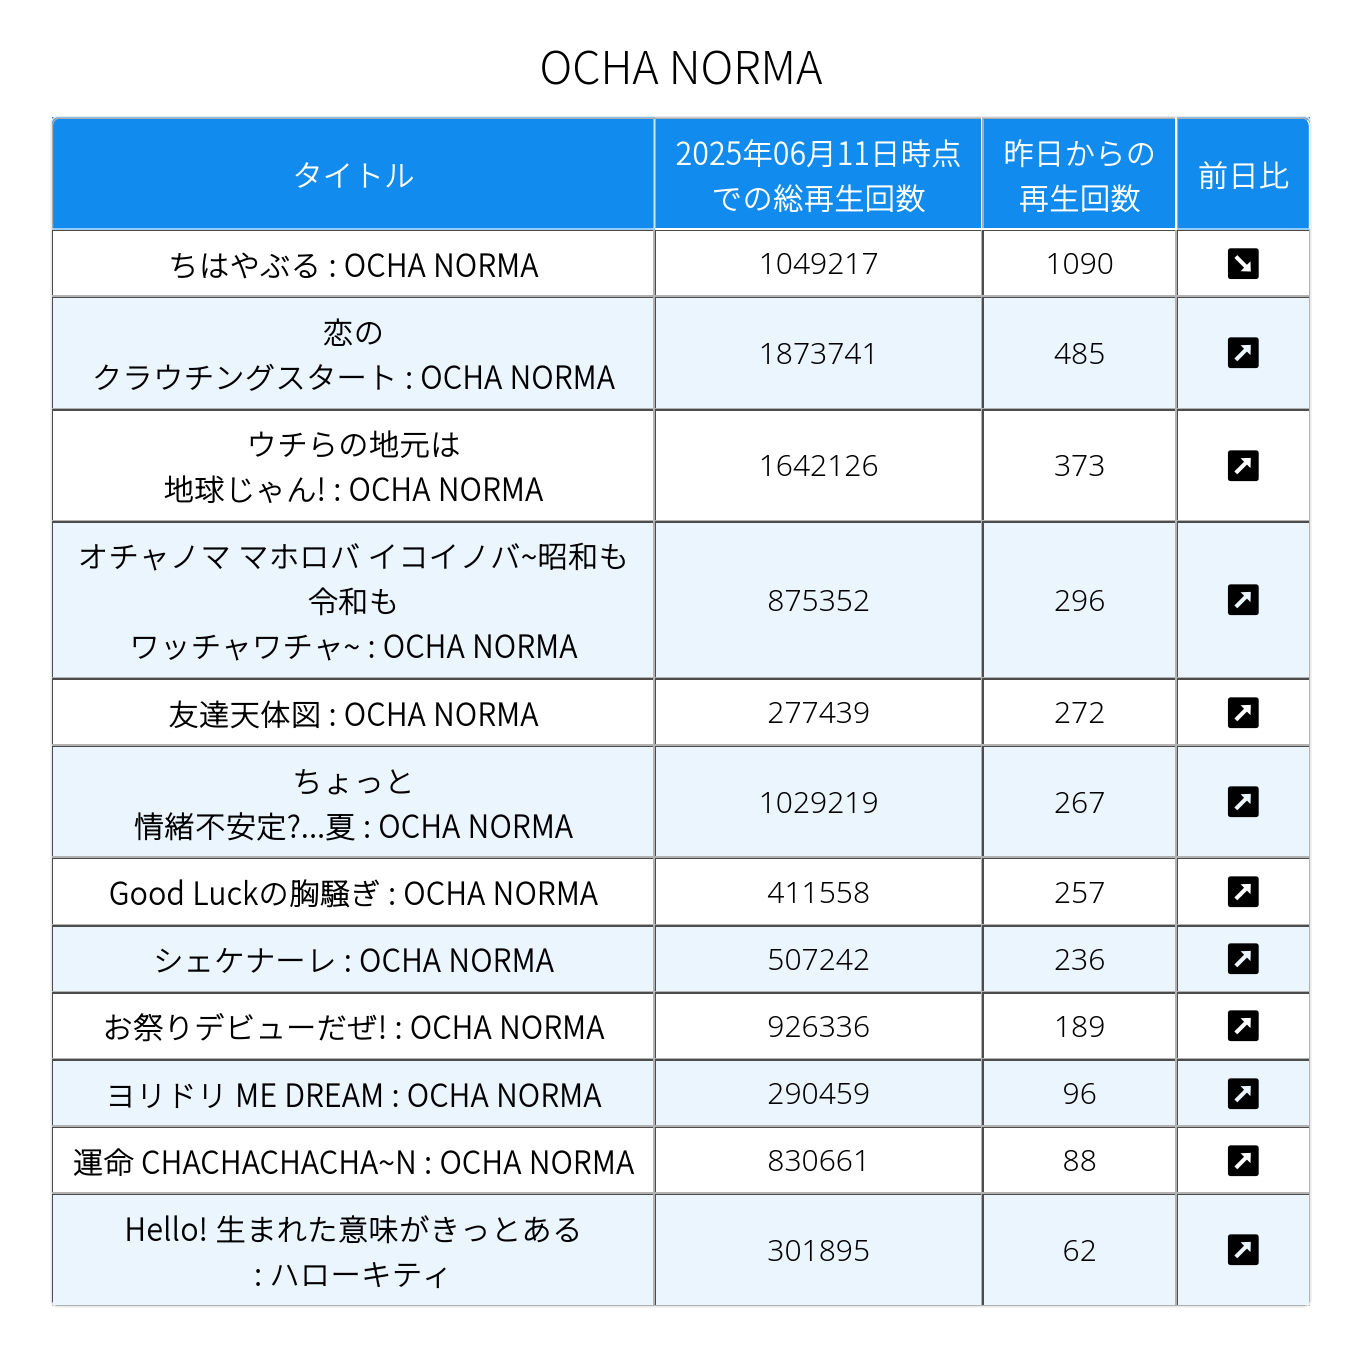 OCHA NORMA
タイトル
2025年06月11日時点
での総再生回数
昨日からの
再生回数
前日比
ちはやぶる : OCHA NORMA
1049217
1090
恋の
クラウチングスタート : OCHA NORMA
1873741
485
ウチらの地元は
地球じゃん! : OCHA NORMA
1642126
373
オチャノマ マホロバ イコイノバ~昭和も
令和も
ワッチャワチャ~ : OCHA NORMA
875352
296
友達天体図 : OCHA NORMA
277439
272
ちょっと
情緒不安定?...夏 : OCHA NORMA
1029219
267
Good Luckの胸騒ぎ : OCHA NORMA
411558
257
シェケナーレ : OCHA NORMA
507242
236
お祭りデビューだぜ! : OCHA NORMA
926336
189
ヨリドリ ME DREAM : OCHA NORMA
290459
96
運命 CHACHACHACHA~N : OCHA NORMA
830661
88
Hello! 生まれた意味がきっとある
: ハローキティ
301895
62